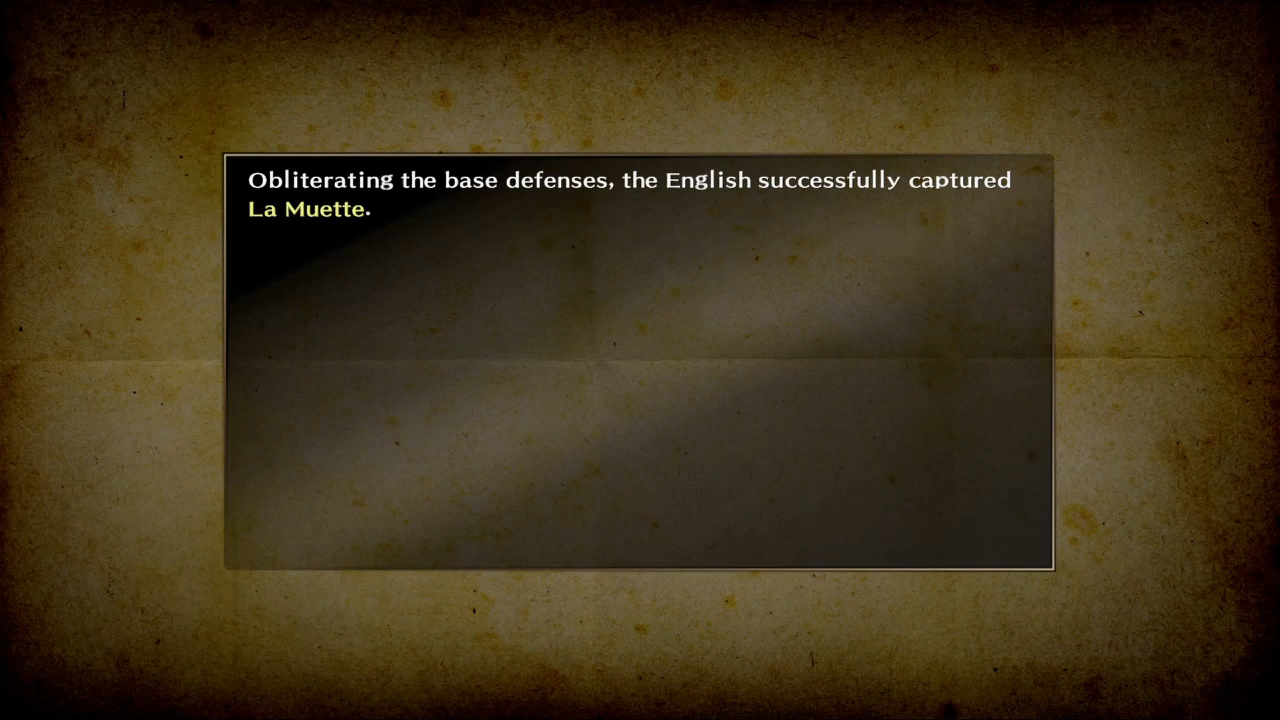 Obliterating the base defenses, the English successfully captured
La Muette.